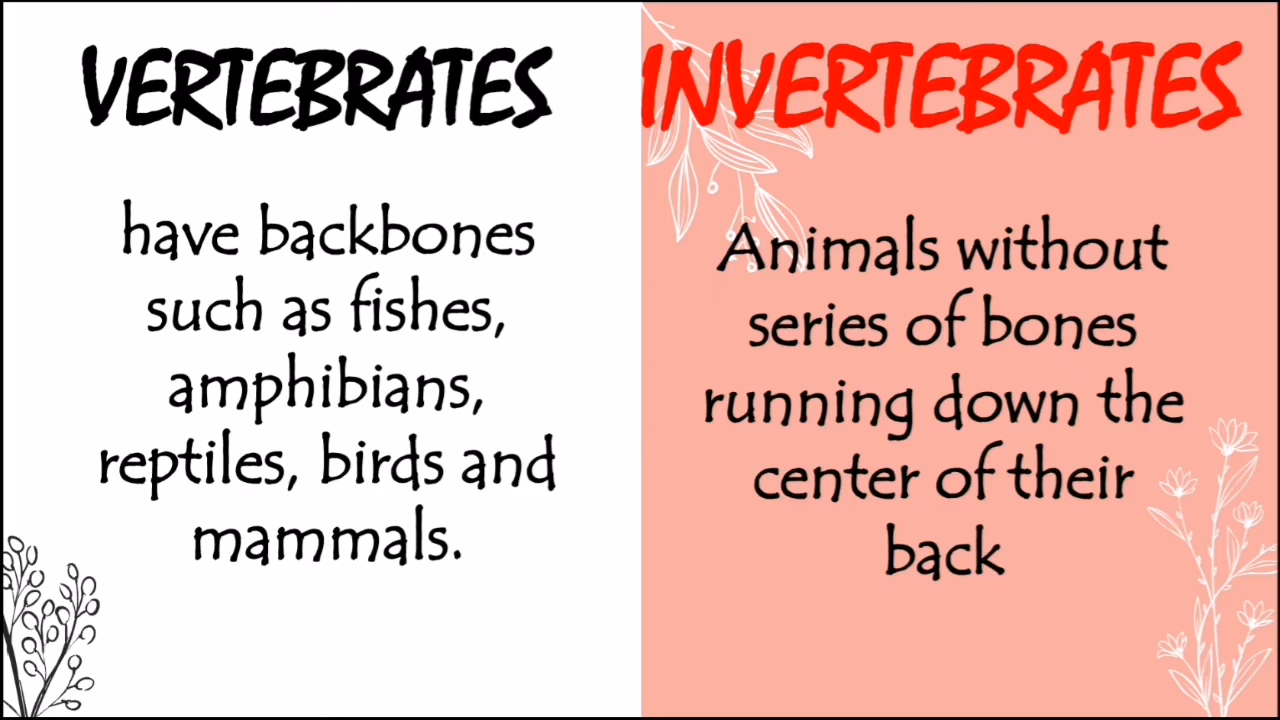 VERTEBRATES
have backbones
such as fishes,
amphibians,
reptiles, birds and
mammals.
INVERTEBRATES
Animals without
series of bones
running down the
center of their
back